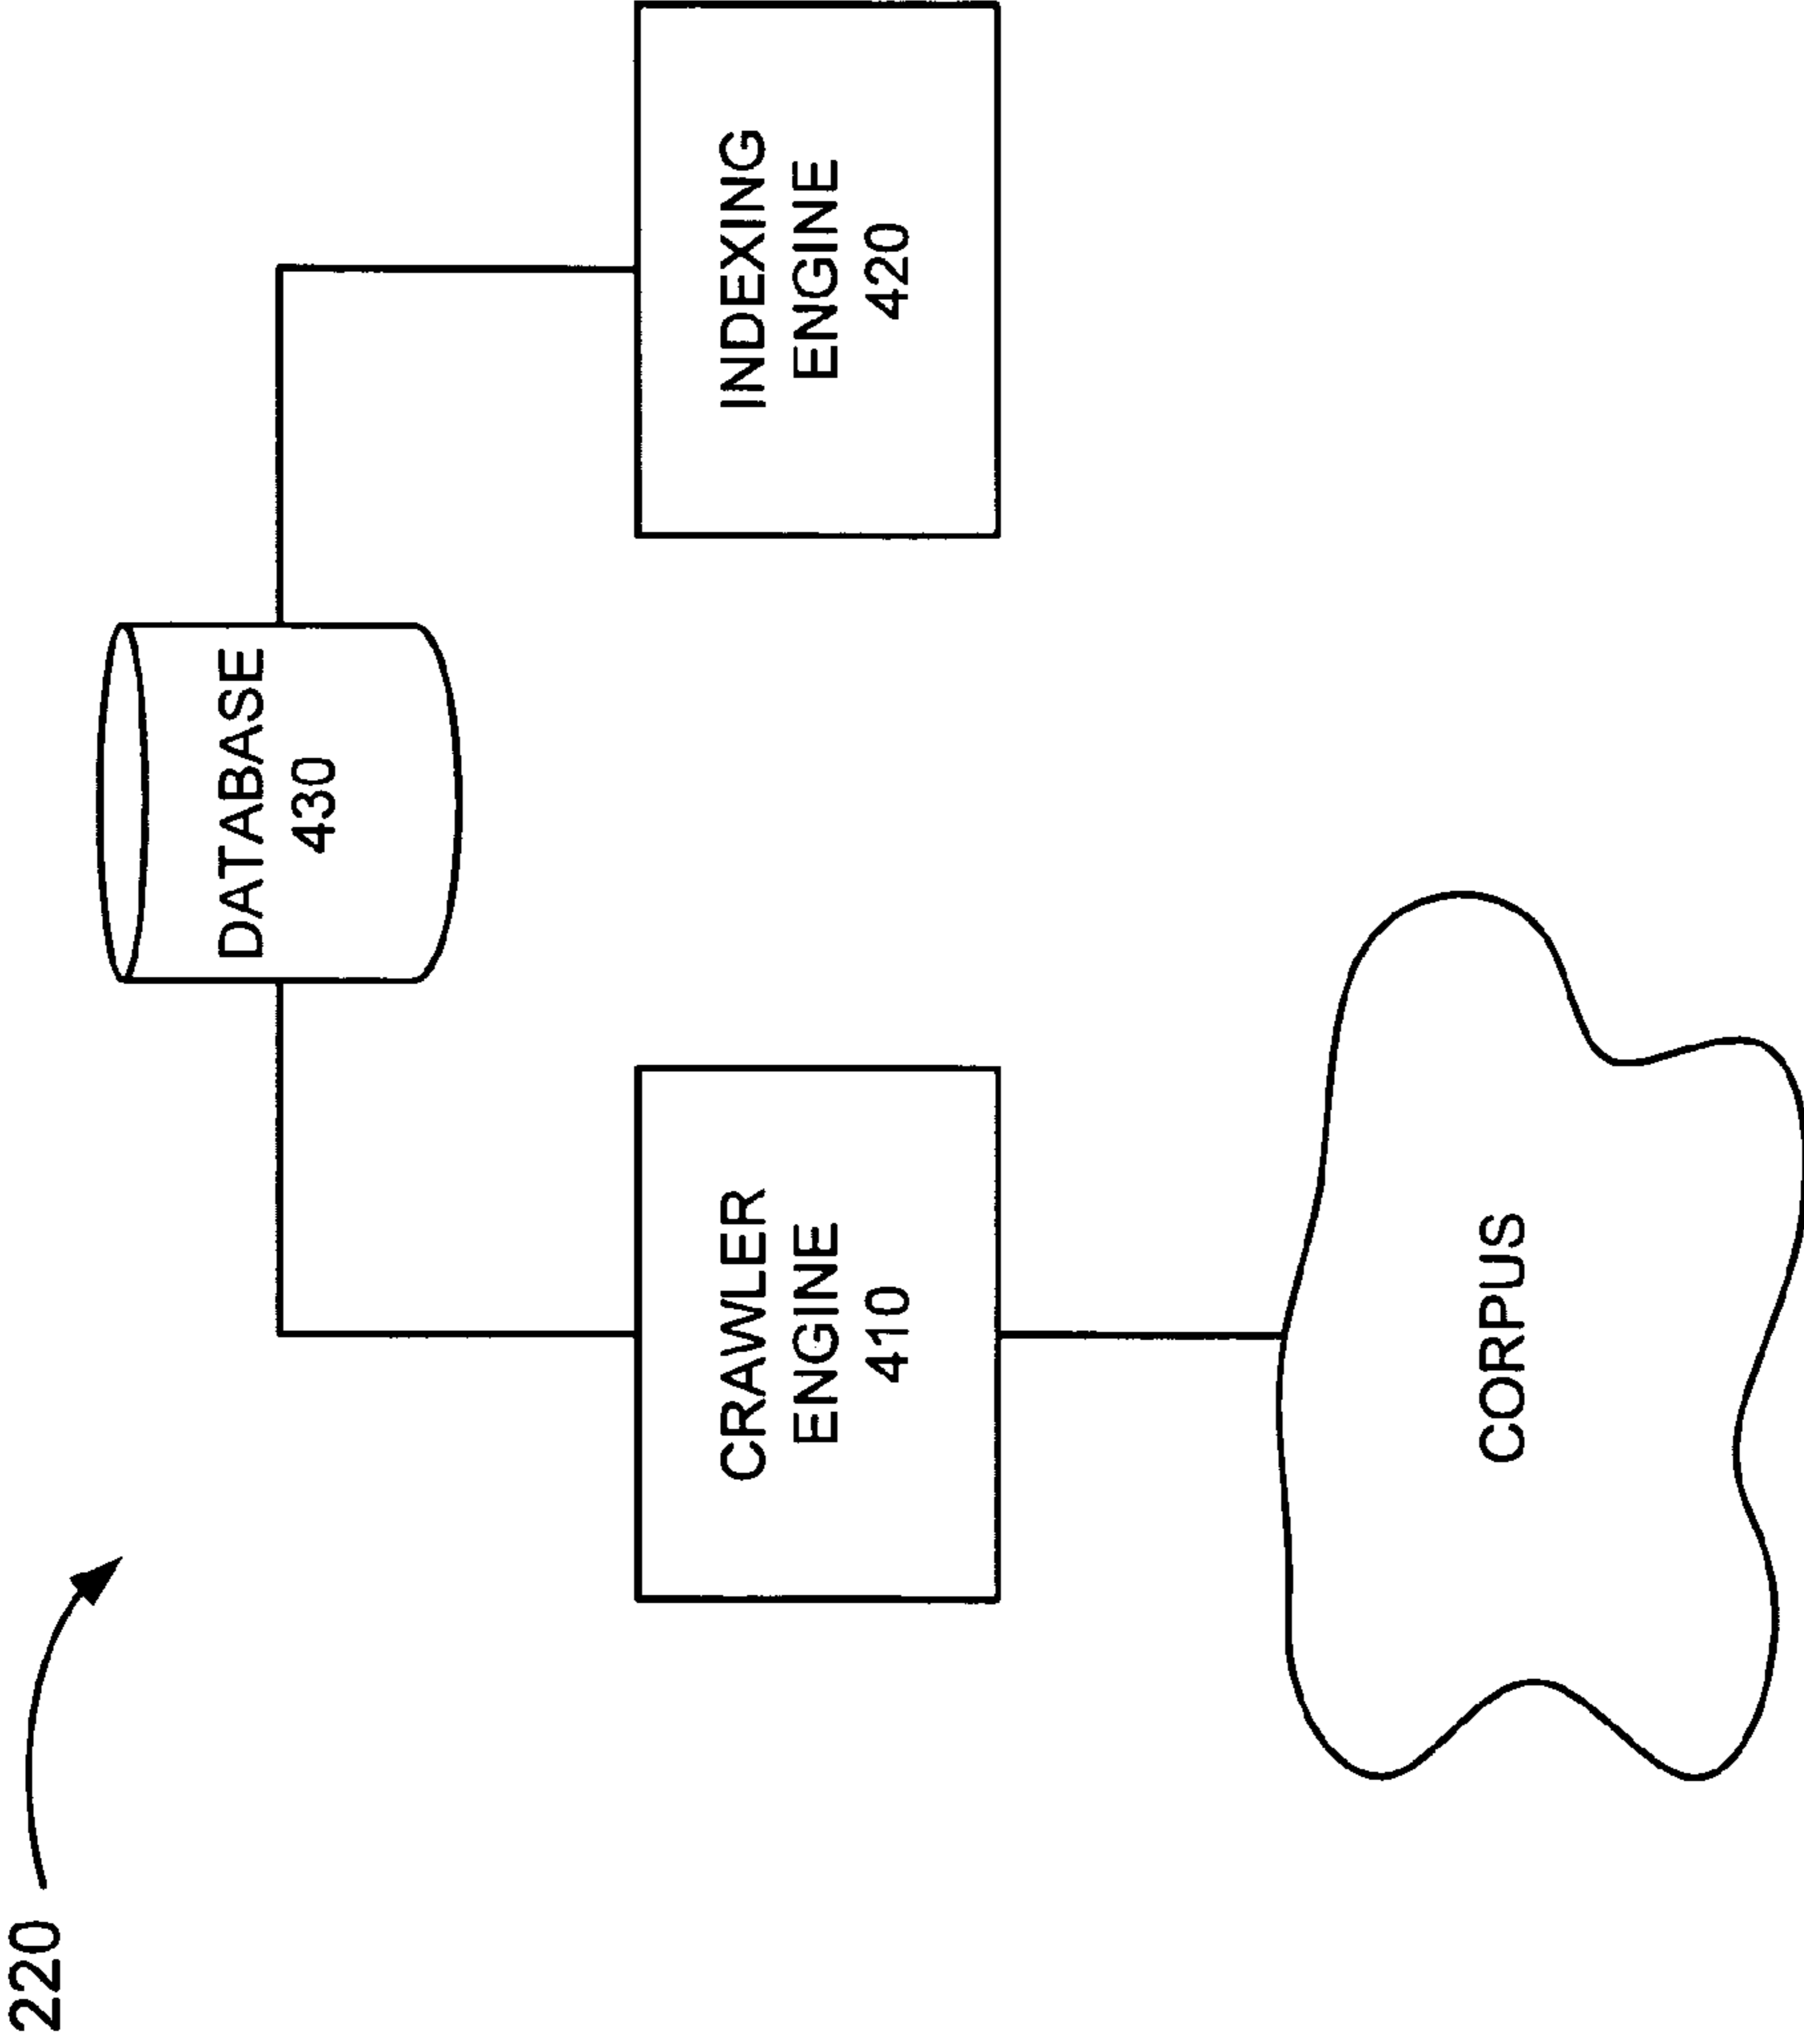 220
DATABASE
430
CRAWLER
ENGINE
410
INDEXING
ENGINE
420
CORPUS